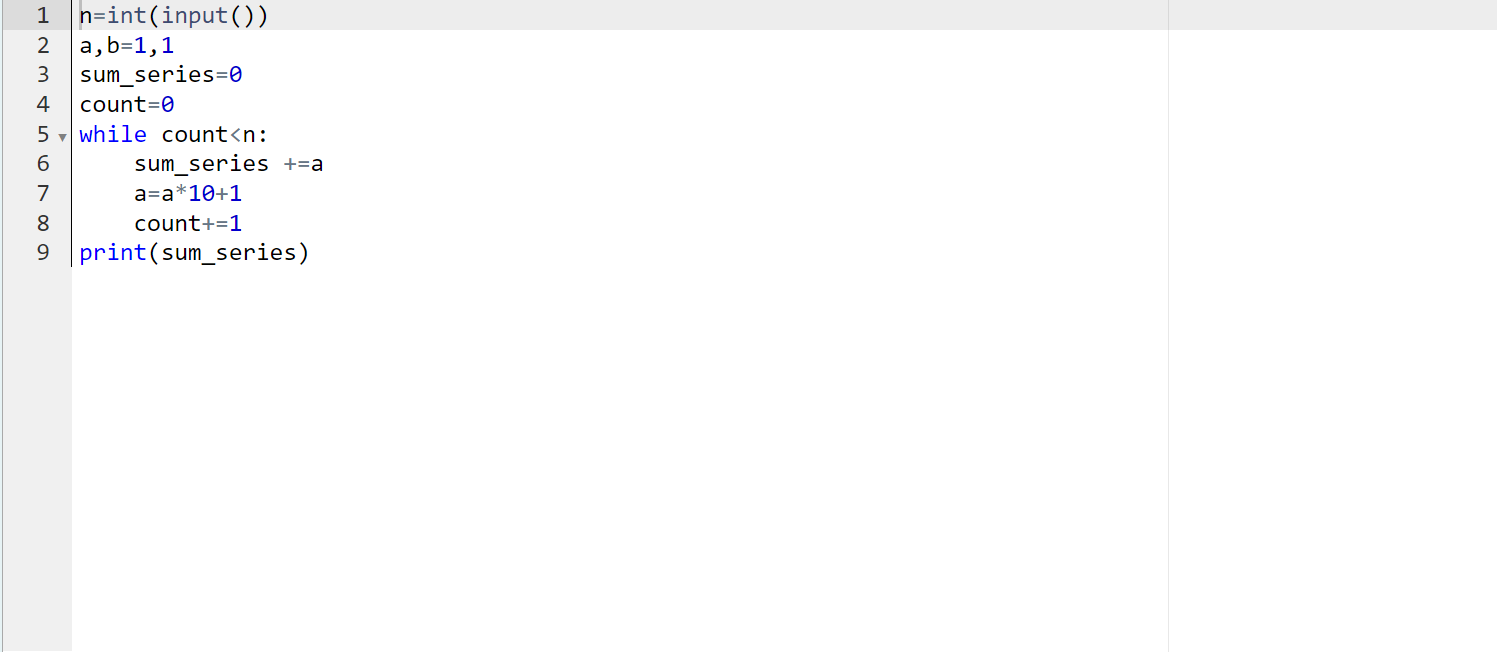 1 n=int(input())
2 a,b=1,1
3 sum_series=0
4 count=0
5 while count<n:
6     sum_series +=a
7     a=a*10+1
8     count+=1
9 print(sum_series)